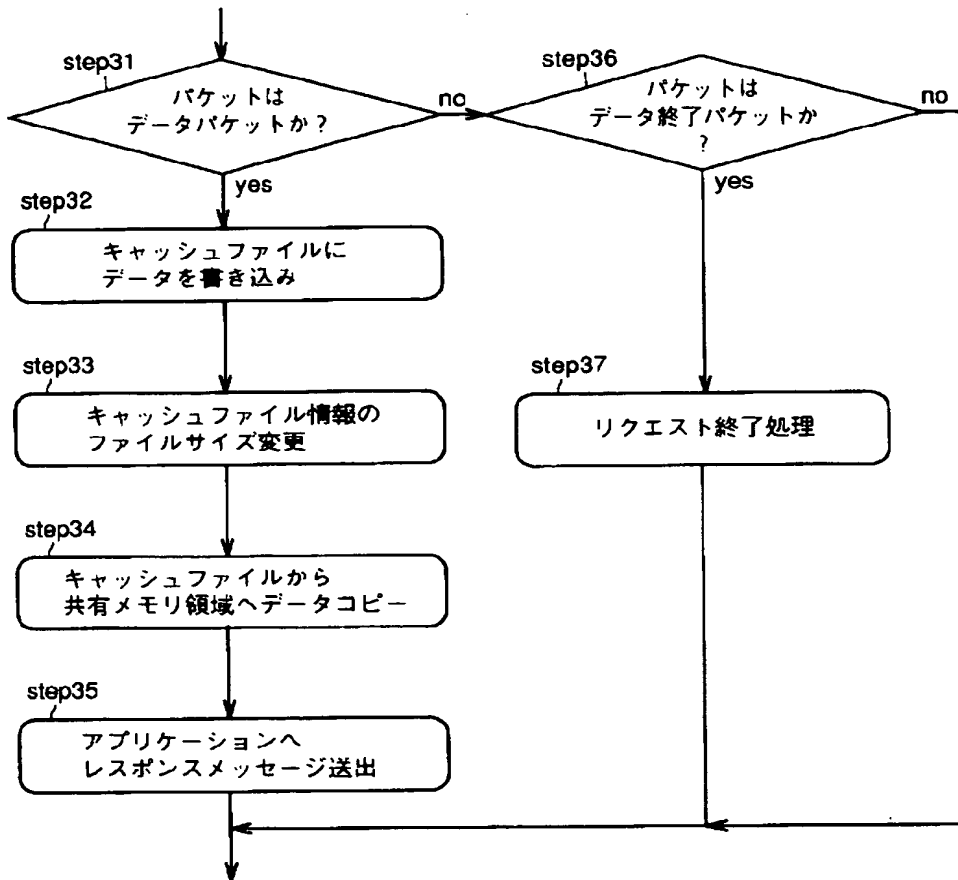 step31
パケットは
データパケットか?
no
yes
step32
キャッシュファイルに
データを書き込み
step33
キャッシュファイル情報の
ファイルサイズ変更
step34
キャッシュファイルから
共有メモリ領域へデータコピー
step35
アプリケーションへ
レスポンスメッセージ送出
step36
パケットは
データ終了パケットか
?
no
yes
step37
リクエスト終了処理